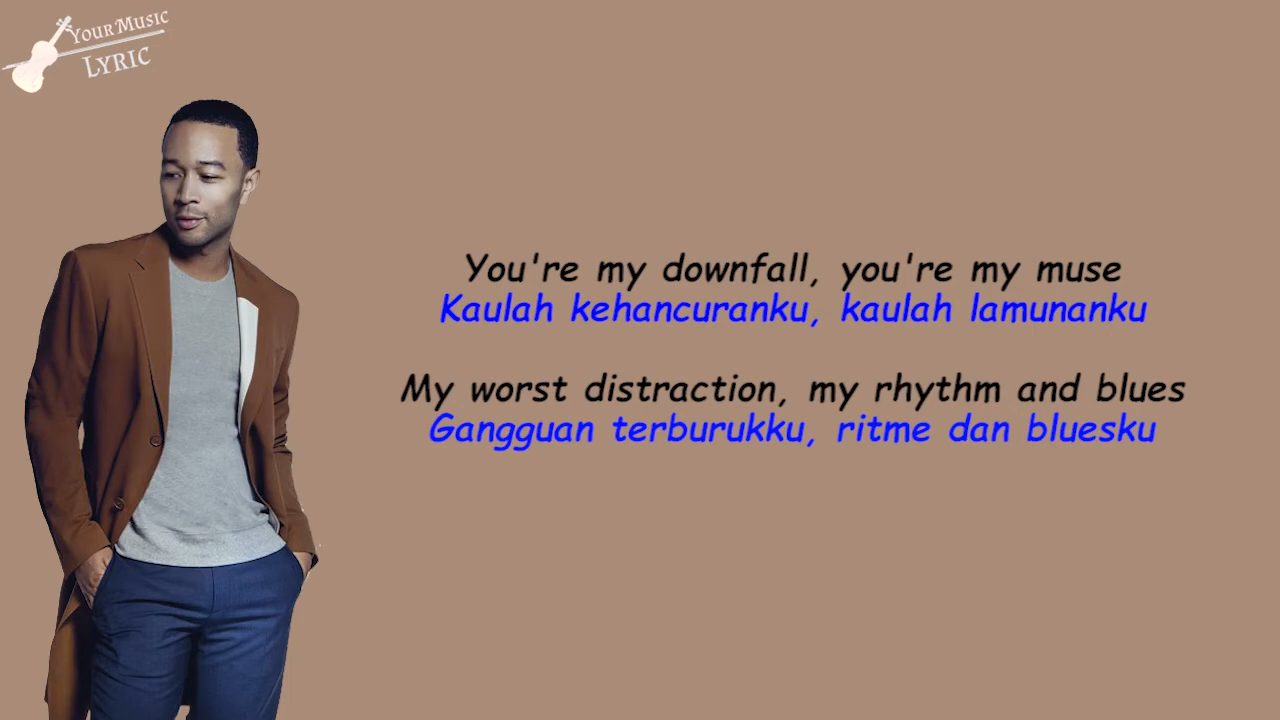 YOUR MUSIC
LYRIC
You're my downfall, you're my muse
Kaulah kehancuranku, kaulah lamunanku
My worst distraction, my rhythm and blues
Gangguan terburukku, ritme dan bluesku